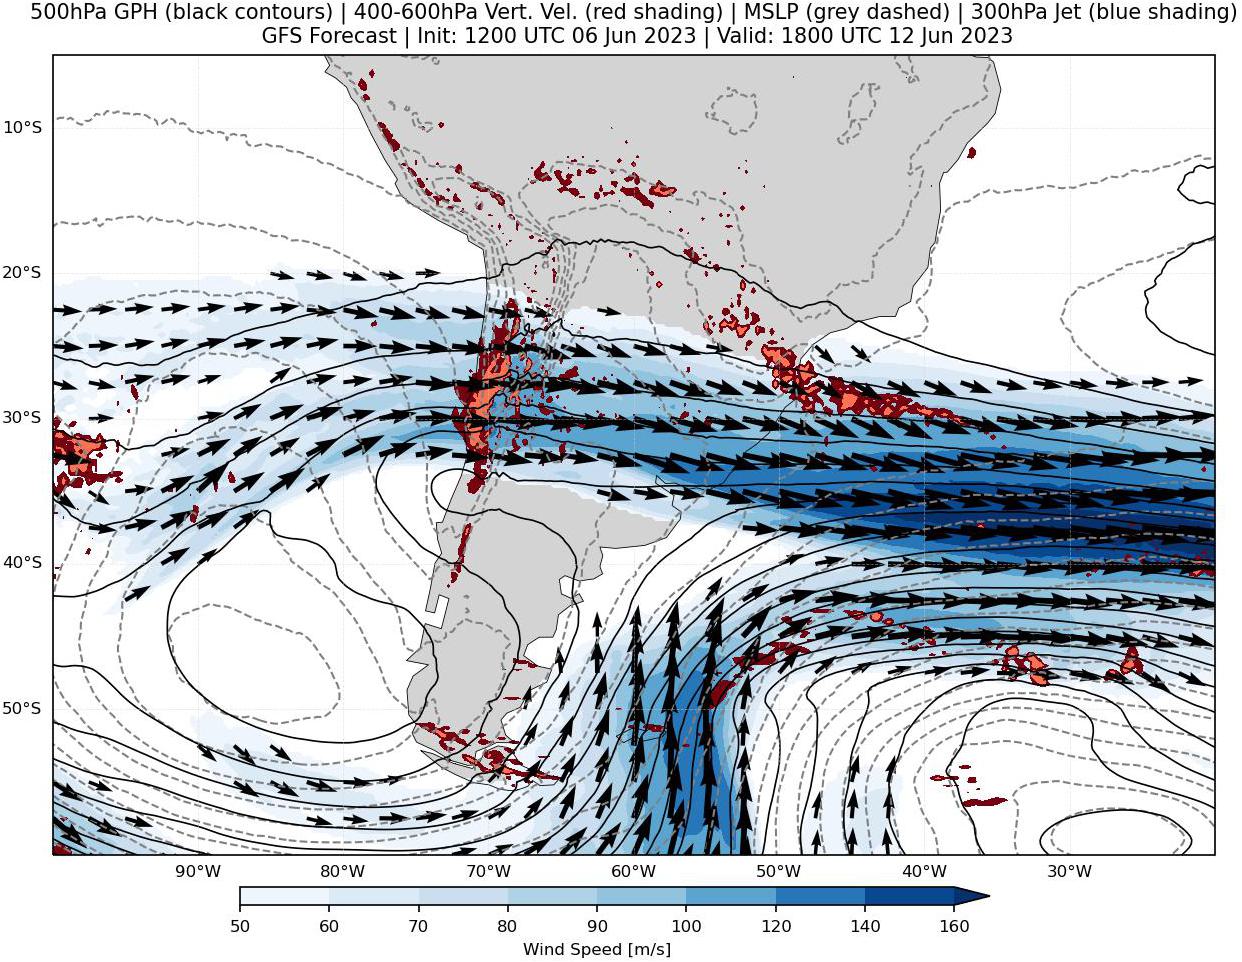 500hPa GPH (black contours) | 400-600hPa Vert. Vel. (red shading) | MSLP (grey dashed) | 300hPa Jet (blue shading)
GFS Forecast | Init: 1200 UTC 06 Jun 2023 | Valid: 1800 UTC 12 Jun 2023
10°S
20°S
30°S
40°S
50°S
90°W 80°W 70°W 60°W 50°W 40°W 30°W
50 60 70 80 90 100 120 140 160
Wind Speed [m/s]